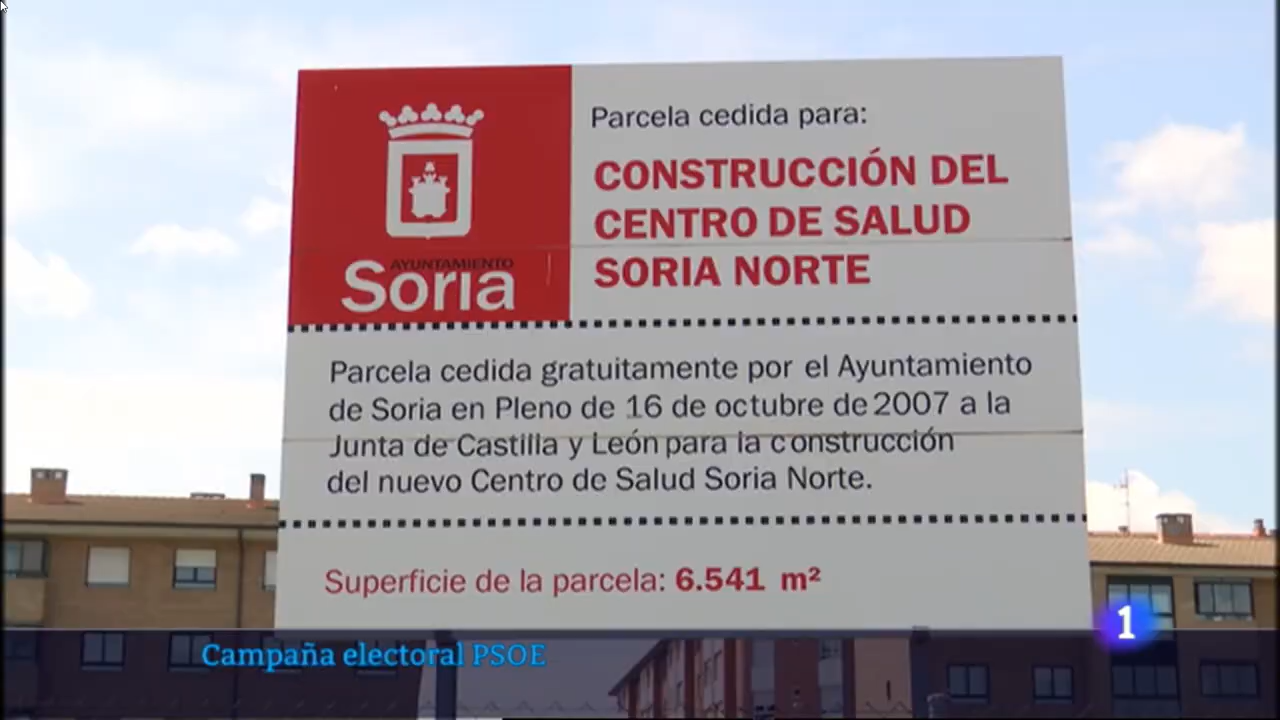 AYUNTAMIENTO
Soria
Parcela cedida para:
CONSTRUCCIÓN DEL
CENTRO DE SALUD
SORIA NORTE
Parcela cedida gratuitamente por el Ayuntamiento
de Soria en Pleno de 16 de octubre de 2007 a la
Junta de Castilla y León para la construcción
del nuevo Centro de Salud Soria Norte.
Superficie de la parcela: 6.541 m²
1
Campaña electoral PSOE